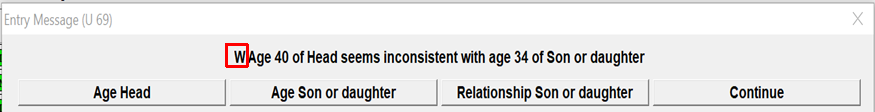 Entry Message (U 69)
W Age 40 of Head seems inconsistent with age 34 of Son or daughter
Age Head
Age Son or daughter
Relationship Son or daughter
Continue